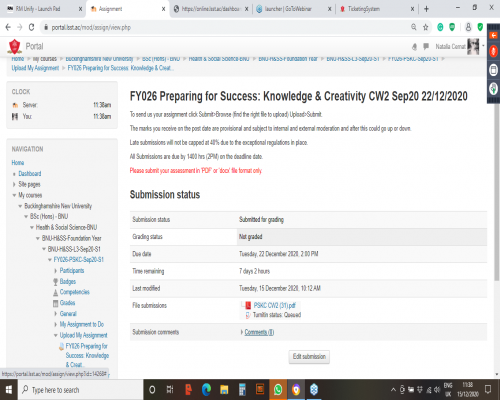 RM Unify - Launch Pad
Assignment
https://online.lsst.ac/dashboar
launcher | GoToWebinar
TicketingSystem
portal.lsst.ac/mod/assign/view.php
Portal
Natalia Cornat
Home > My courses > Buckinghamshire New University > BSc (Hons) - BNU > Health & Social Science-BNU > BNU-H&SS-Foundation Year > BNU-H&SS-L3-Sep20-S1 > FY026-PSKC-Sep20-S1 >
Upload My Assignment > FY026 Preparing for Success: Knowledge & Creat...
CLOCK
Server: 11:38am
You: 11:38am
NAVIGATION
Home
Dashboard
Site pages
My courses
Buckinghamshire New University
BSc (Hons) - BNU
Health & Social Science-BNU
BNU-H&SS-Foundation Year
BNU-H&SS-L3-Sep20-S1
FY026-PSKC-Sep20-S1
Participants
Badges
Competencies
Grades
General
My Assignment to Do
Upload My Assignment
FY026 Preparing for
Success: Knowledge
& Creat...
FY026 Preparing for Success: Knowledge & Creativity CW2 Sep20 22/12/2020
To send us your assignment click Submit>Browse (find the right file to upload) Upload>Submit.
The marks you receive on the post date are provisional and subject to internal and external moderation and after this could go up or down.
Late submissions will not be capped at 40% due to the exceptional regulations in place.
All Submissions are due by 1400 hrs (2PM) on the deadline date.
Please submit your assessment in 'PDF' or 'docx' file format only.
Submission status
Submission status Submitted for grading
Grading status Not graded
Due date Tuesday, 22 December 2020, 2:00 PM
Time remaining 7 days 2 hours
Last modified Tuesday, 15 December 2020, 10:12 AM
File submissions PSKC CW2 (31).pdf
Turnitin status: Queued
Submission comments Comments (0)
Edit submission
https://portal.lsst.ac/mod/assign/view.php?id=14268#
Type here to search
ENG
UK
11:38
15/12/2020